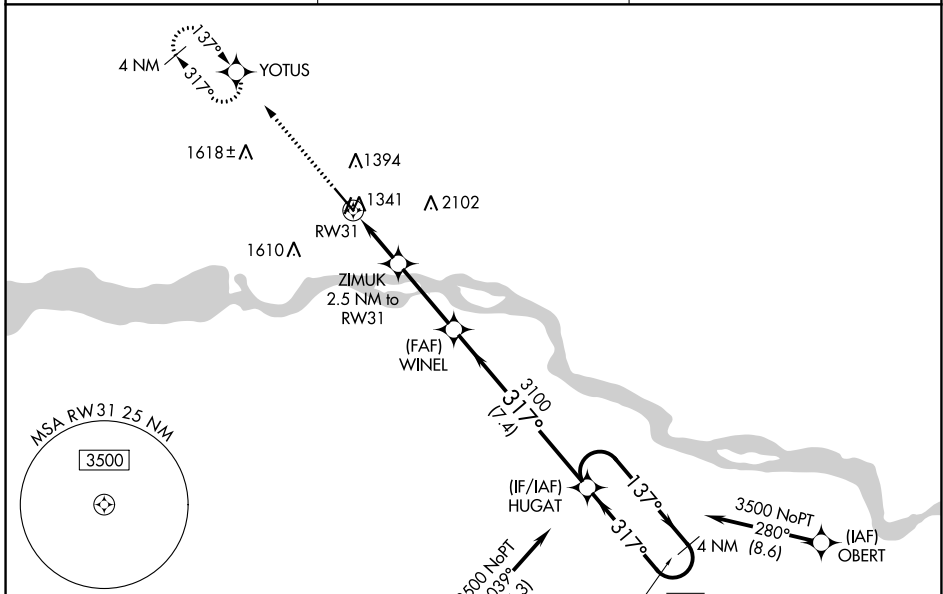 137°
4 NM
317°
YOTUS
1618±
1394
1341
2102
RW31
1610
ZIMUK
2.5 NM to
RW31
(FAF)
WINEL
3100
317°
(7.4)
MSA RW31 25 NM
3500
(IF/IAF)
HUGAT
137°
317°
4 NM
3500 NoPT
280°
(8.6)
(IAF)
OBERT
500 NoPT
039°